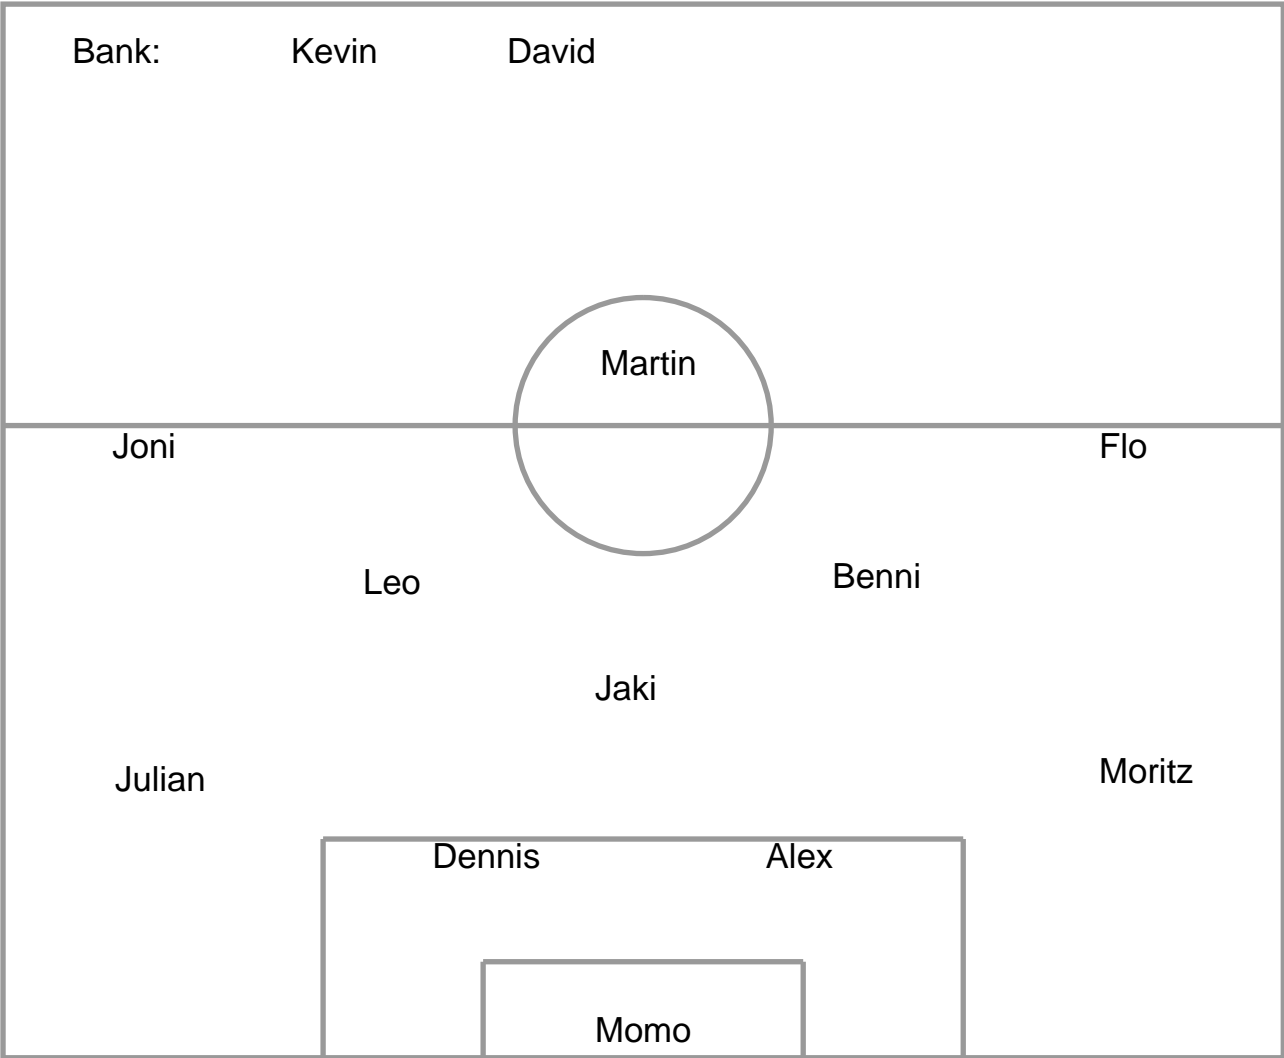 Bank: Kevin David
Martin
Joni Flo
Leo Benni
Jaki
Julian Moritz
Dennis Alex
Momo